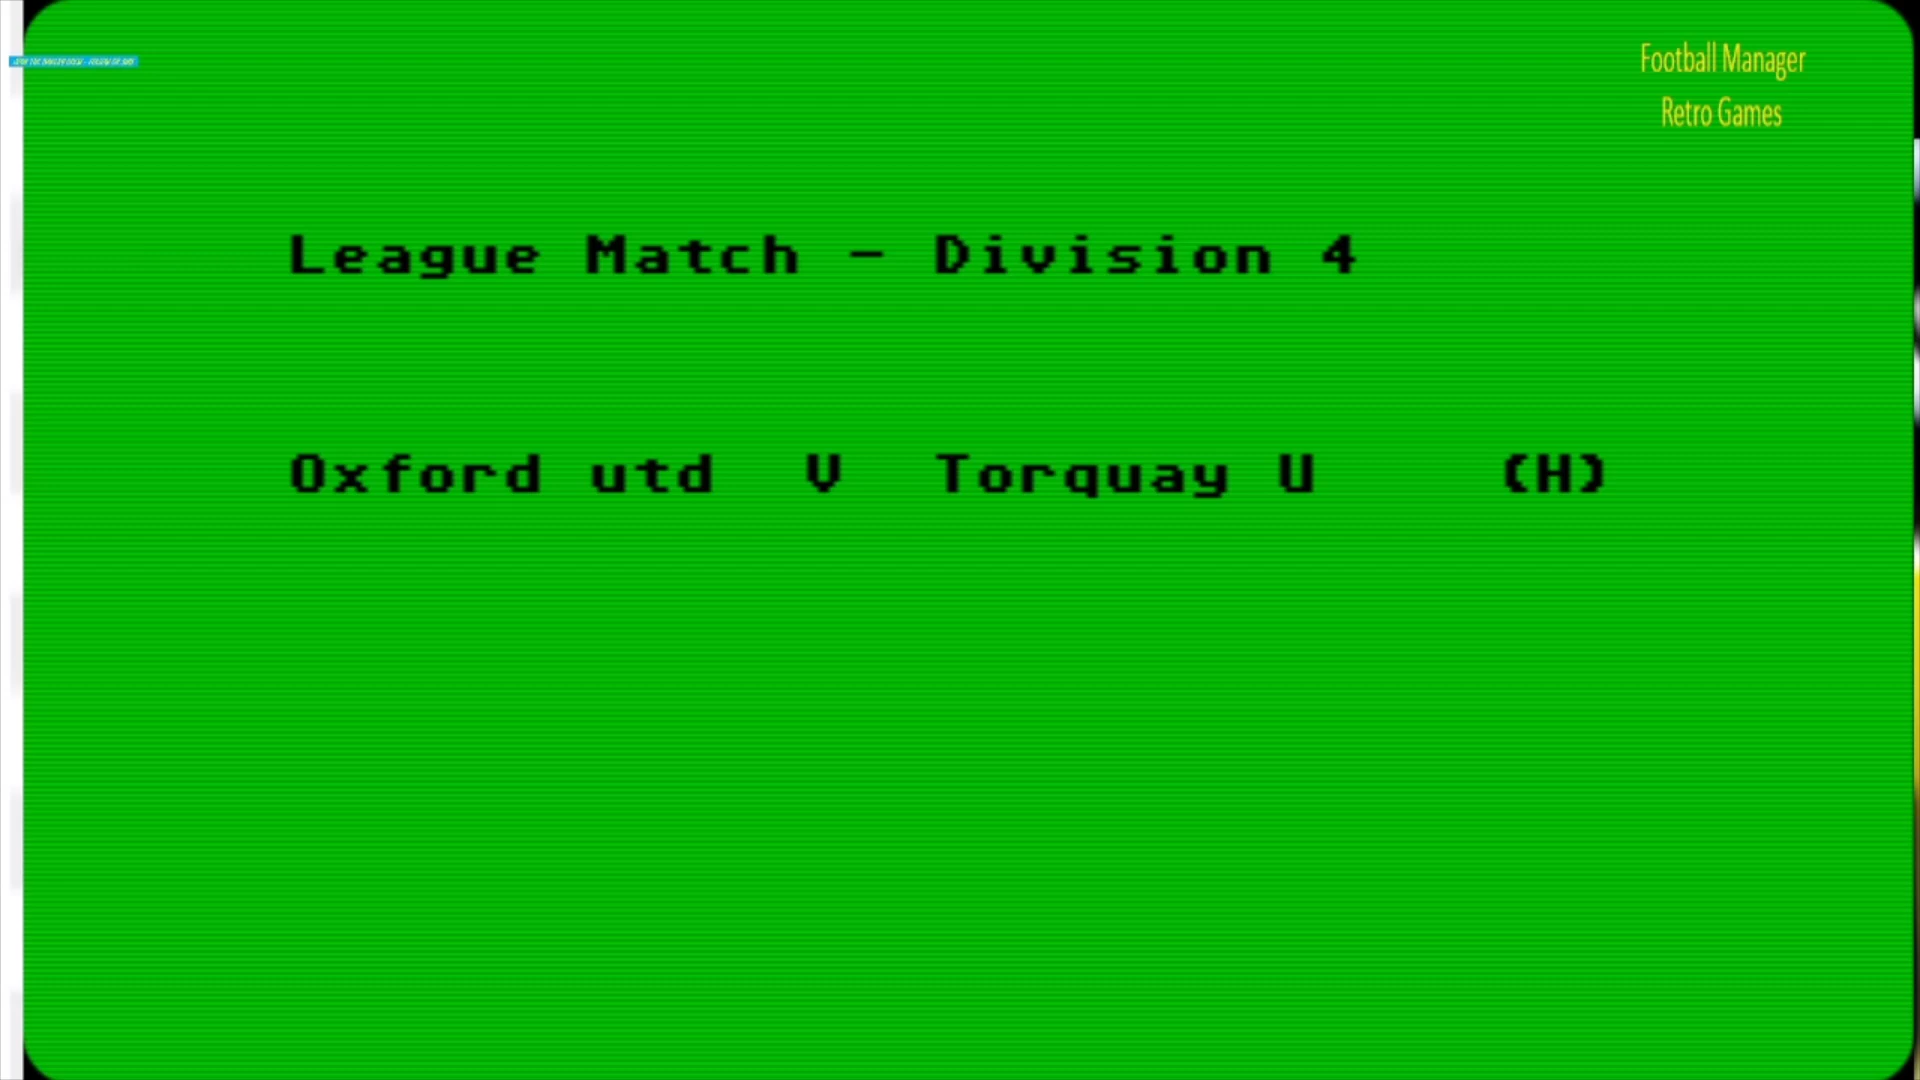 Football Manager
Retro Games
League Match - Division 4
Oxford utd V Torquay U (H)